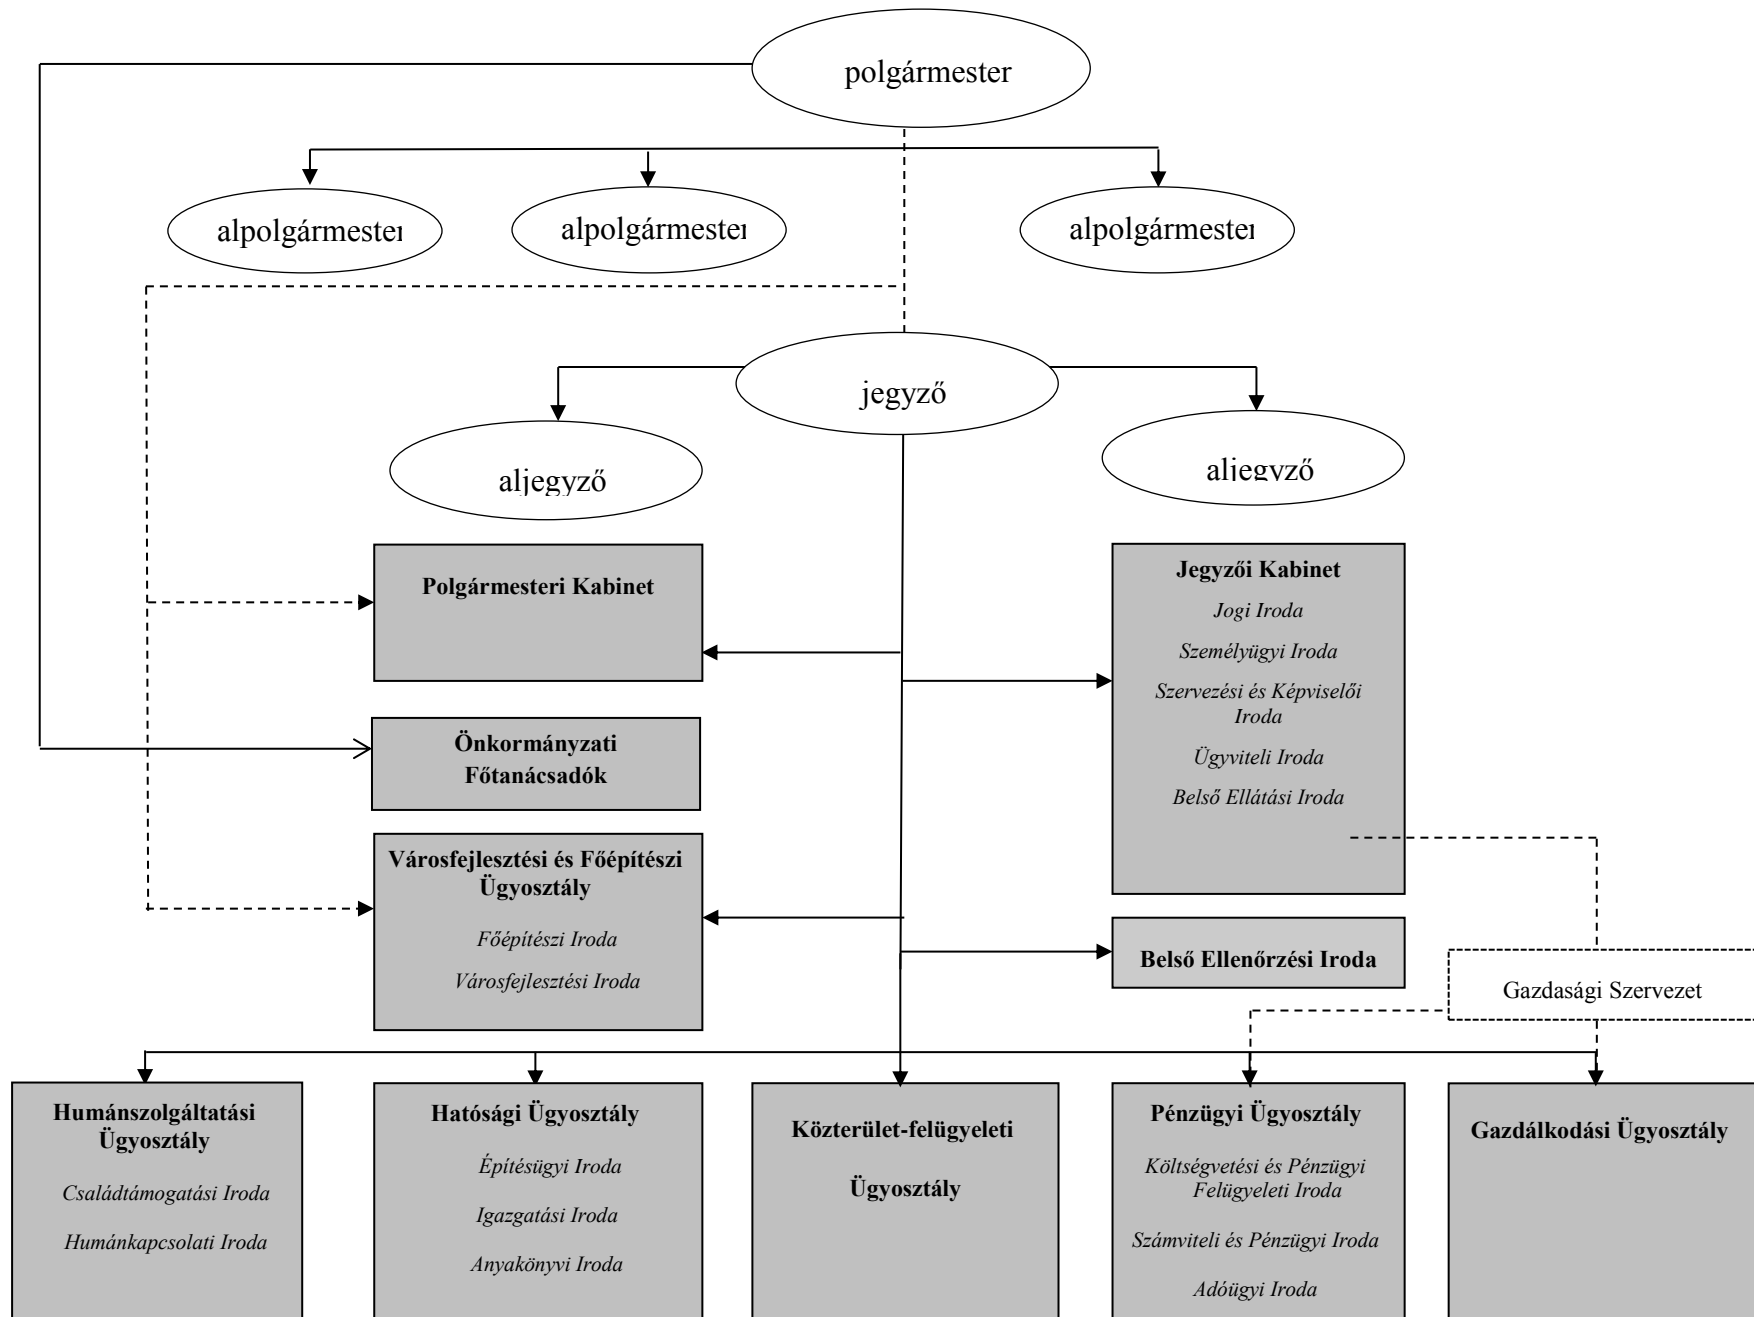 polgármester
alpolgármester
alpolgármester
alpolgármester
jegyző
aljegyző
aljegyző
Polgármesteri Kabinet
Jegyzői Kabinet
Jogi Iroda
Személyügyi Iroda
Szervezési és Képviselői
Iroda
Ügyviteli Iroda
Belső Ellátási Iroda
Önkormányzati
Főtanácsadók
Városfejlesztési és Főépítészi
Ügyosztály
Főépítészi Iroda
Városfejlesztési Iroda
Belső Ellenőrzési Iroda
Gazdasági Szervezet
Humánszolgáltatási
Ügyosztály
Családtámogatási Iroda
Humánkapcsolati Iroda
Hatósági Ügyosztály
Építésügyi Iroda
Igazgatási Iroda
Anyakönyvi Iroda
Közterület-felügyeleti
Ügyosztály
Pénzügyi Ügyosztály
Költségvetési és Pénzügyi
Felügyeleti Iroda
Számviteli és Pénzügyi Iroda
Adóügyi Iroda
Gazdálkodási Ügyosztály